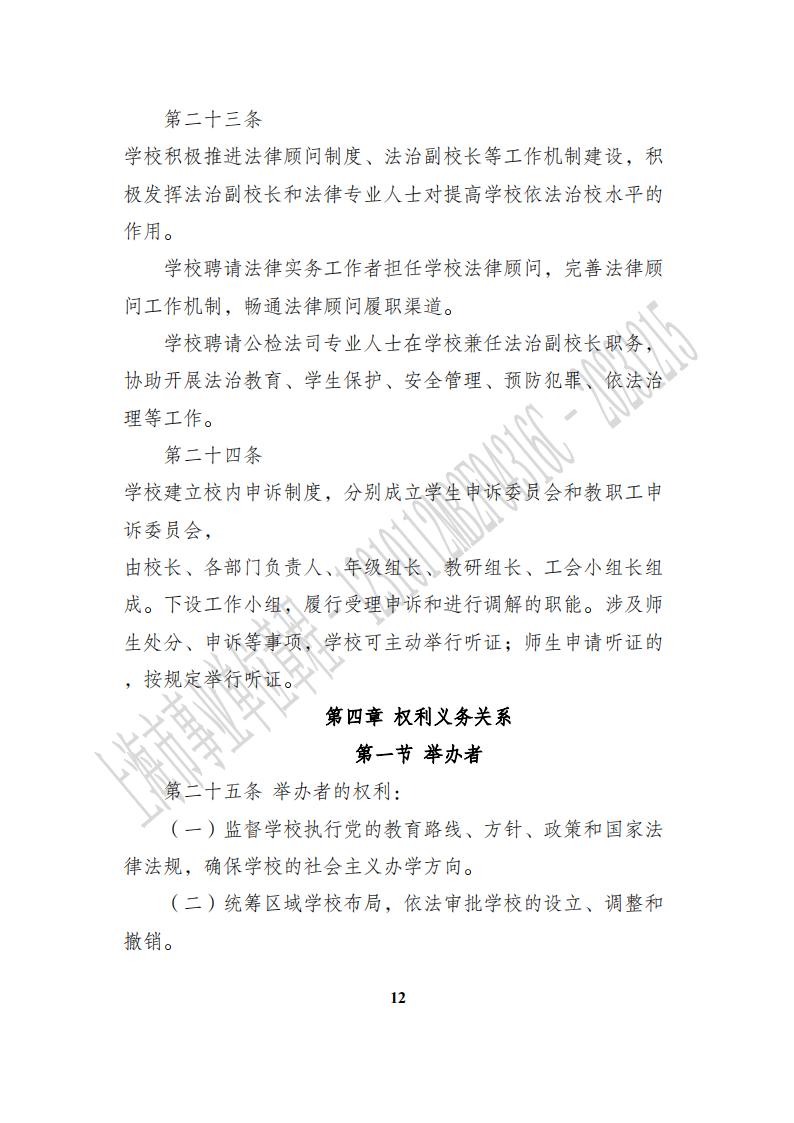 第二十三条
学校积极推进法律顾问制度、法治副校长等工作机制建设，积
极发挥法治副校长和法律专业人士对提高学校依法治校水平的
作用。
学校聘请法律实务工作者担任学校法律顾问，完善法律顾
问工作机制，畅通法律顾问履职渠道。
学校聘请公检法司专业人士在学校兼任法治副校长职务，
协助开展法治教育、学生保护、安全管理、预防犯罪、依法治
理等工作。
第二十四条
学校建立校内申诉制度，分别成立学生申诉委员会和教职工申
诉委员会，
由校长、各部门负责人、年级组长、教研组长、工会小组长组
成。下设工作小组，履行受理申诉和进行调解的职能。涉及师
生处分、申诉等事项，学校可主动举行听证；师生申请听证的
，按规定举行听证。
第四章 权利义务关系
第一节 举办者
第二十五条 举办者的权利：
（一）监督学校执行党的教育路线、方针、政策和国家法
律法规，确保学校的社会主义办学方向。
（二）统筹区域学校布局，依法审批学校的设立、调整和
撤销。
12
上海市事业单位章程 - 20231215